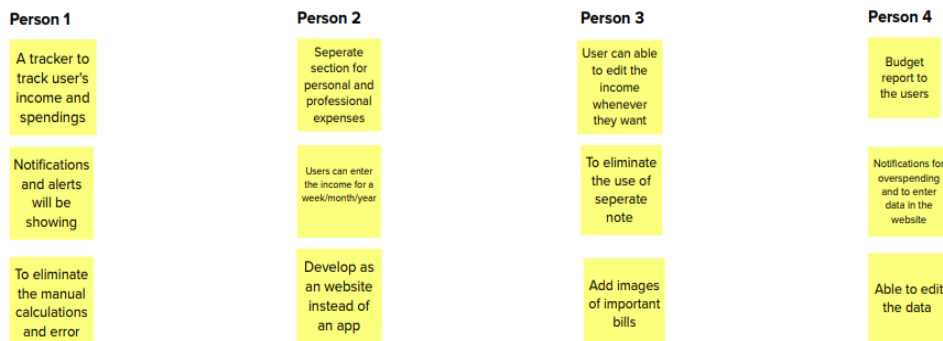 Person 1
A tracker to
track user's
income and
spendings
Notifications
and alerts
will be
showing
To eliminate
the manual
calculations
and error
Person 2
Seperate
section for
personal and
professional
expenses
Users can enter
the income for a
week/month/year
Develop as
an website
instead of
an app
Person 3
User can able
to edit the
income
whenever
they want
To eliminate
the use of
seperate
note
Add images
of important
bills
Person 4
Budget
report to
the users
Notifications for
overspending
and to enter
data in the
website
Able to edit
the data